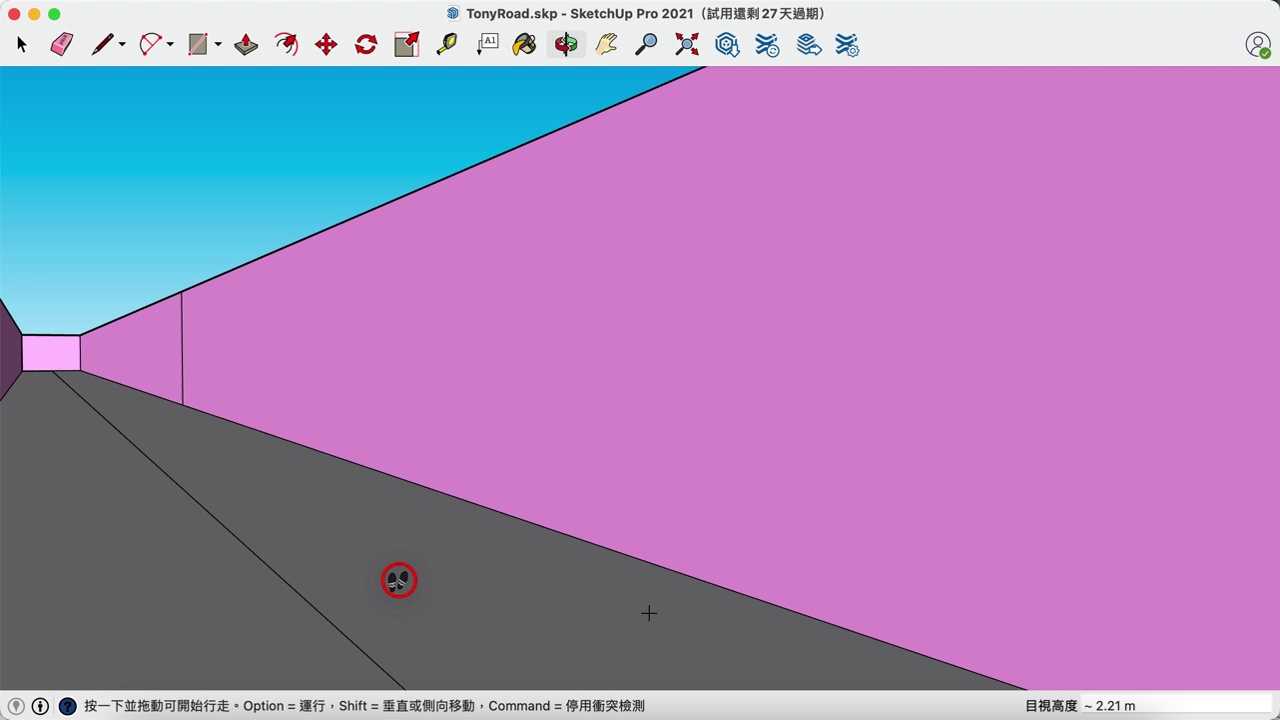 TonyRoad.skp - SketchUp Pro 2021（試用還剩 27 天過期）
A1
按一下並拖動可開始行走。Option = 運行，Shift = 垂直或側向移動，Command = 停用衝突檢測
目視高度 ~ 2.21 m